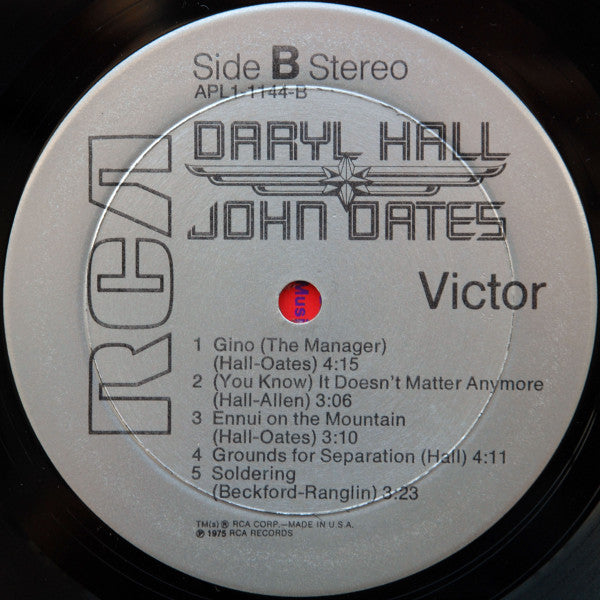 Side B Stereo
APL1-1144-B
DARYL HALL
JOHN OATES
RCA
Victor
Mus
1 Gino (The Manager)
(Hall-Oates) 4:15
2 (You Know) It Doesn't Matter Anymore
(Hall-Allen) 3:06
3 Ennui on the Mountain
(Hall-Oates) 3:10
4 Grounds for Separation (Hall) 4:11
5 Soldering
(Beckford-Ranglin) 3:23
TM(s) ® RCA CORP.—MADE IN U.S.A.
℗ 1975 RCA RECORDS